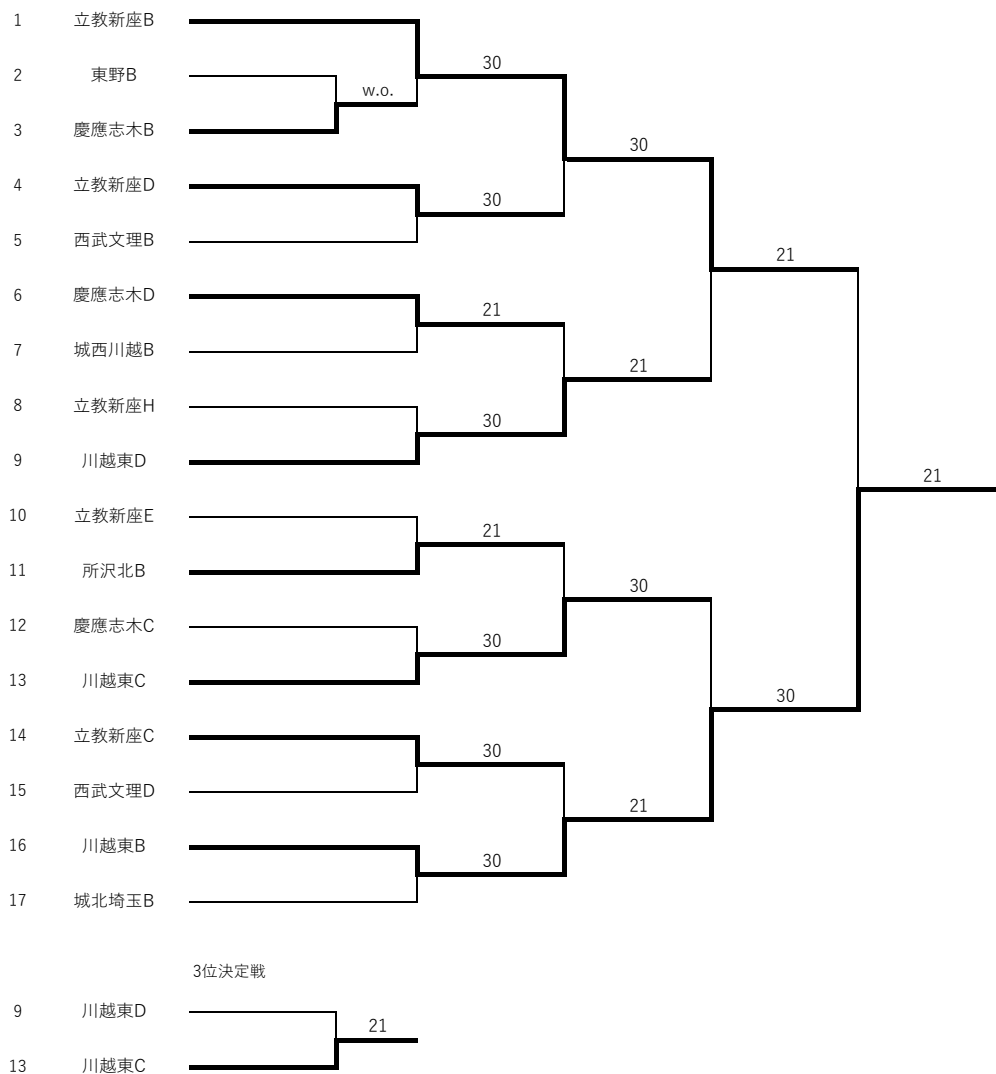 1 立教新座B
30
2 東野B
w.o.
3 慶應志木B
30
4 立教新座D
30
5 西武文理B
21
6 慶應志木D
21
7 城西川越B
21
8 立教新座H
30
9 川越東D
21
10 立教新座E
21
11 所沢北B
30
12 慶應志木C
30
13 川越東C
30
14 立教新座C
30
15 西武文理D
21
16 川越東B
30
17 城北埼玉B
3位決定戦
9 川越東D
21
13 川越東C